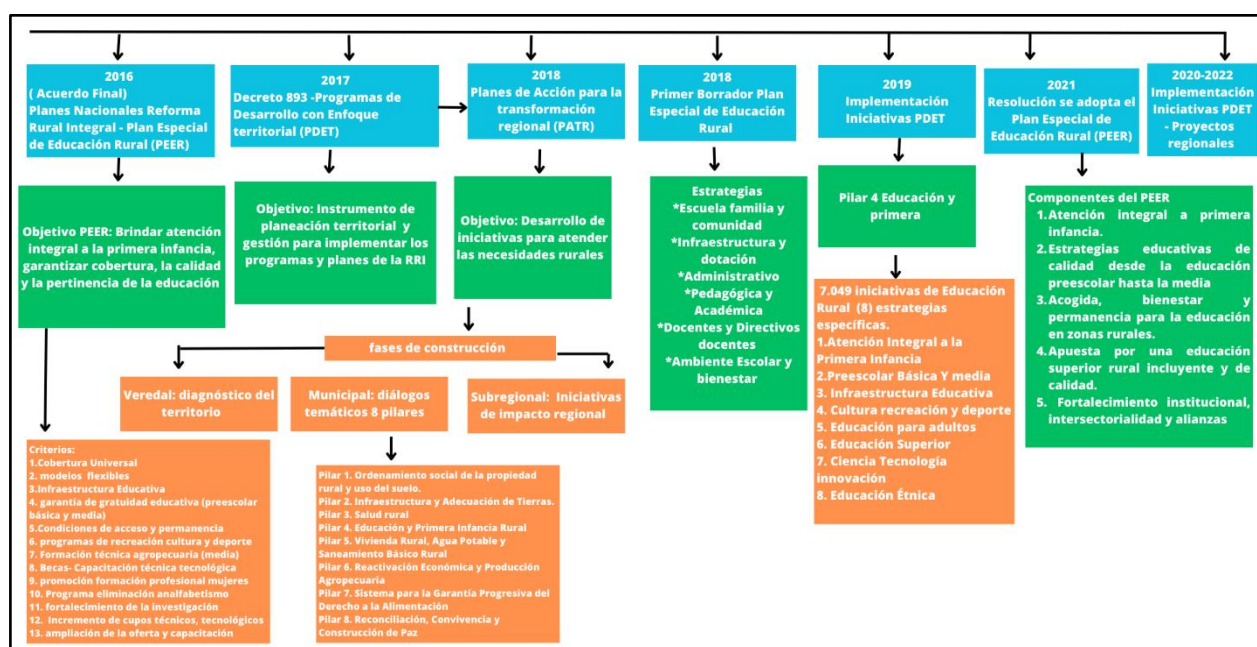 2016
( Acuerdo Final)
Planes Nacionales Reforma
Rural Integral - Plan Especial
de Educación Rural (PEER)
2017
Decreto 893 -Programas de
Desarrollo con Enfoque
territorial (PDET)
2018
Planes de Acción para la
transformación
regional (PATR)
2018
Primer Borrador Plan
Especial de Educación
Rural
2019
Implementación
Iniciativas PDET
2021
Resolución se adopta el
Plan Especial de
Educación Rural (PEER)
2020-2022
Implementación
Iniciativas PDET
- Proyectos
regionales
Objetivo PEER: Brindar atención
integral a la primera infancia,
garantizar cobertura, la calidad
y la pertinencia de la educación
Objetivo: Instrumento de
planeación territorial y
gestión para implementar los
programas y planes de la RRI
Objetivo: Desarrollo de
iniciativas para atender
las necesidades rurales
Estrategias
*Escuela familia y
comunidad
*Infraestructura y
dotación
*Administrativo
*Pedagógica y
Académica
*Docentes y Directivos
docentes
*Ambiente Escolar y
bienestar
Pilar 4 Educación y
primera
Componentes del PEER
1.Atención integral a primera
infancia.
2.Estrategias educativas de
calidad desde la educación
preescolar hasta la media
3.Acogida, bienestar y
permanencia para la educación
en zonas rurales.
4.Apuesta por una educación
superior rural incluyente y de
calidad.
5. Fortalecimiento institucional,
intersectorialidad y alianzas
7.049 iniciativas de Educación
Rural (8) estrategias
específicas.
1.Atención Integral a la
Primera Infancia
2.Preescolar Básica Y media
3. Infraestructura Educativa
4. Cultura recreación y deporte
5. Educación para adultos
6. Educación Superior
7. Ciencia Tecnología
innovación
8. Educación Étnica
fases de construcción
Veredal: diagnóstico del
territorio
Municipal: diálogos
temáticos 8 pilares
Subregional: Iniciativas
de impacto regional
Criterios:
1.Cobertura Universal
2. modelos flexibles
3.Infraestructura Educativa
4. garantía de gratuidad educativa (preescolar
básica y media)
5.Condiciones de acceso y permanencia
6. programas de recreación cultura y deporte
7. Formación técnica agropecuaria (media)
8. Becas- Capacitación técnica tecnológica
9. promoción formación profesional mujeres
10. Programa eliminación analfabetismo
11. fortalecimiento de la investigación
12. Incremento de cupos técnicos, tecnológicos
13. ampliación de la oferta y capacitación
Pilar 1. Ordenamiento social de la propiedad
rural y uso del suelo.
Pilar 2. Infraestructura y Adecuación de Tierras.
Pilar 3. Salud rural
Pilar 4. Educación y Primera Infancia Rural
Pilar 5. Vivienda Rural, Agua Potable y
Saneamiento Básico Rural
Pilar 6. Reactivación Económica y Producción
Agropecuaria
Pilar 7. Sistema para la Garantía Progresiva del
Derecho a la Alimentación
Pilar 8. Reconciliación, Convivencia y
Construcción de Paz